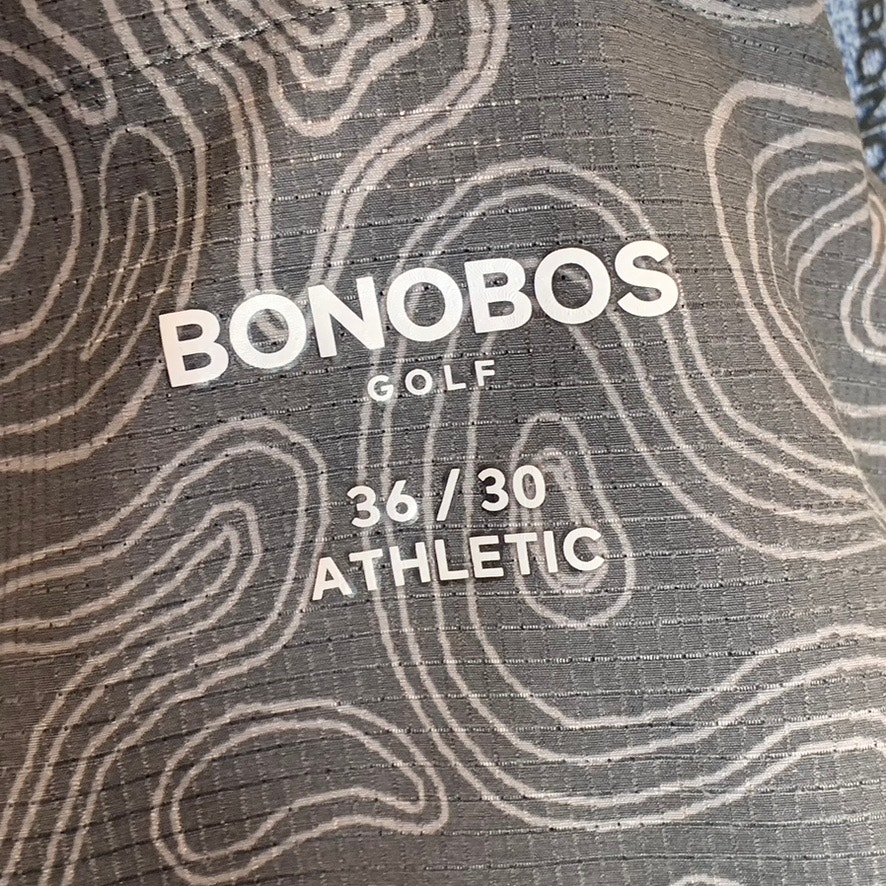 BONOBOS
GOLF
36 / 30
ATHLETIC